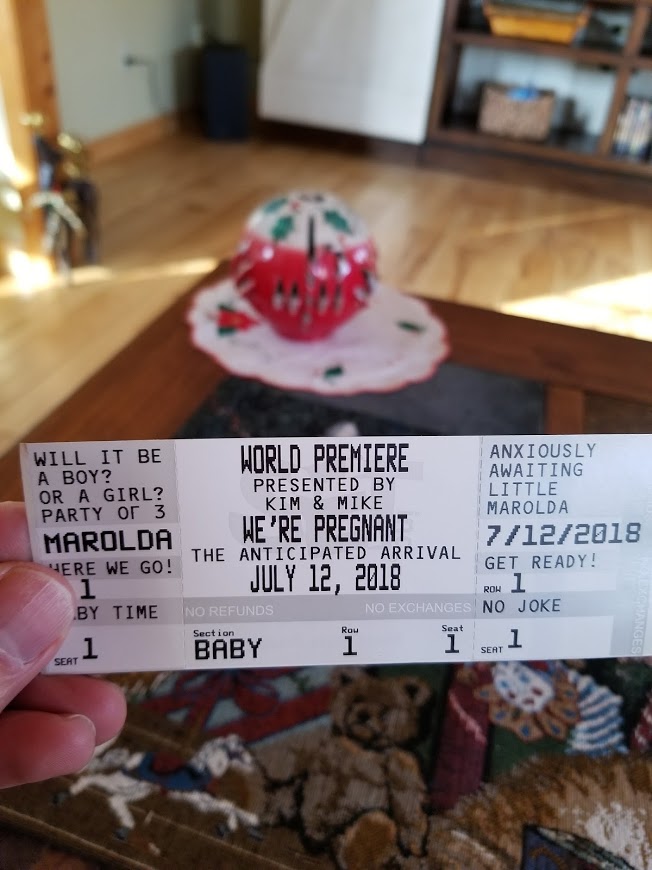 WILL IT BE
A BOY?
OR A GIRL?
PARTY OF 3
MAROLDA
HERE WE GO!
1
BY TIME
SEAT 1
WORLD PREMIERE
PRESENTED BY
KIM & MIKE
WE'RE PREGNANT
THE ANTICIPATED ARRIVAL
JULY 12, 2018
NO REFUNDS NO EXCHANGES
Section Row Seat
BABY 1 1
ANXIOUSLY
AWAITING
LITTLE
MAROLDA
7/12/2018
GET READY!
ROW 1
NO JOKE
SEAT 1
EXCHANGES